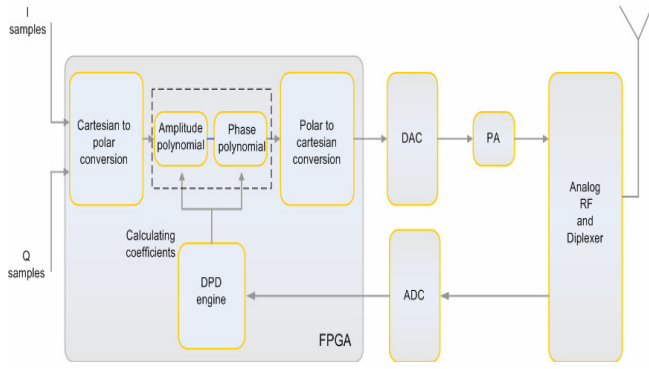 I
samples
Cartesian to
polar
conversion
Amplitude
polynomial
Phase
polynomial
Polar to
cartesian
conversion
DAC
PA
Analog
RF
and
Diplexer
Q
samples
Calculating
coefficients
DPD
engine
ADC
FPGA